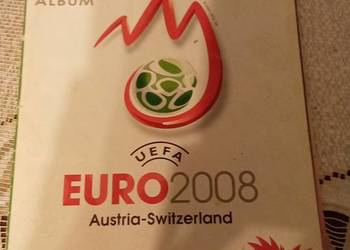 ALBUM
UEFA
EURO2008
Austria-Switzerland